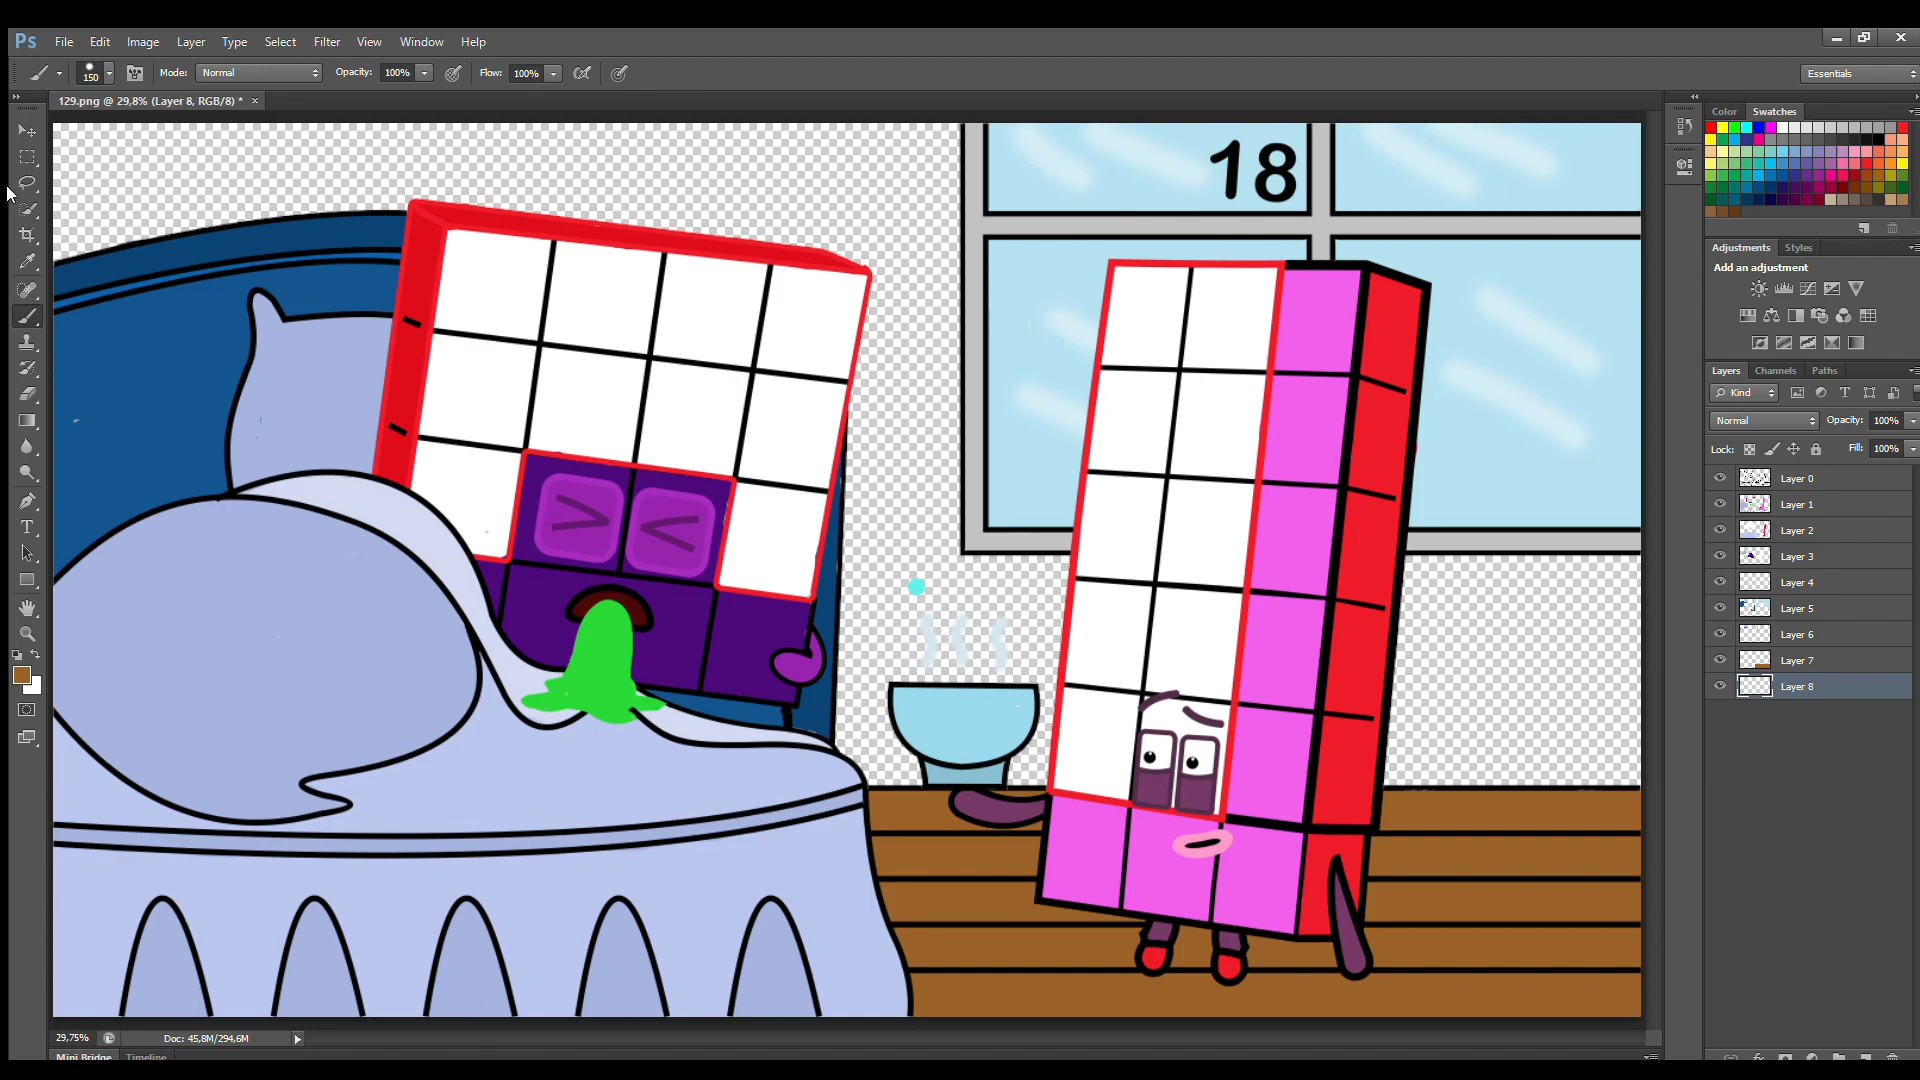 Ps File Edit Image Layer Type Select Filter View Window Help
150 Mode: Normal Opacity: 100% Flow: 100% Essentials
129.png @ 29,8% (Layer 8, RGB/8) * ×
Color Swatches
18
Adjustments Styles
Add an adjustment
Layers Channels Paths
Kind
Normal Opacity: 100%
Lock: Fill: 100%
Layer 0
Layer 1
Layer 2
Layer 3
Layer 4
Layer 5
Layer 6
Layer 7
Layer 8
29,75% Doc: 45,8M/294,6M
Mini Bridge Timeline